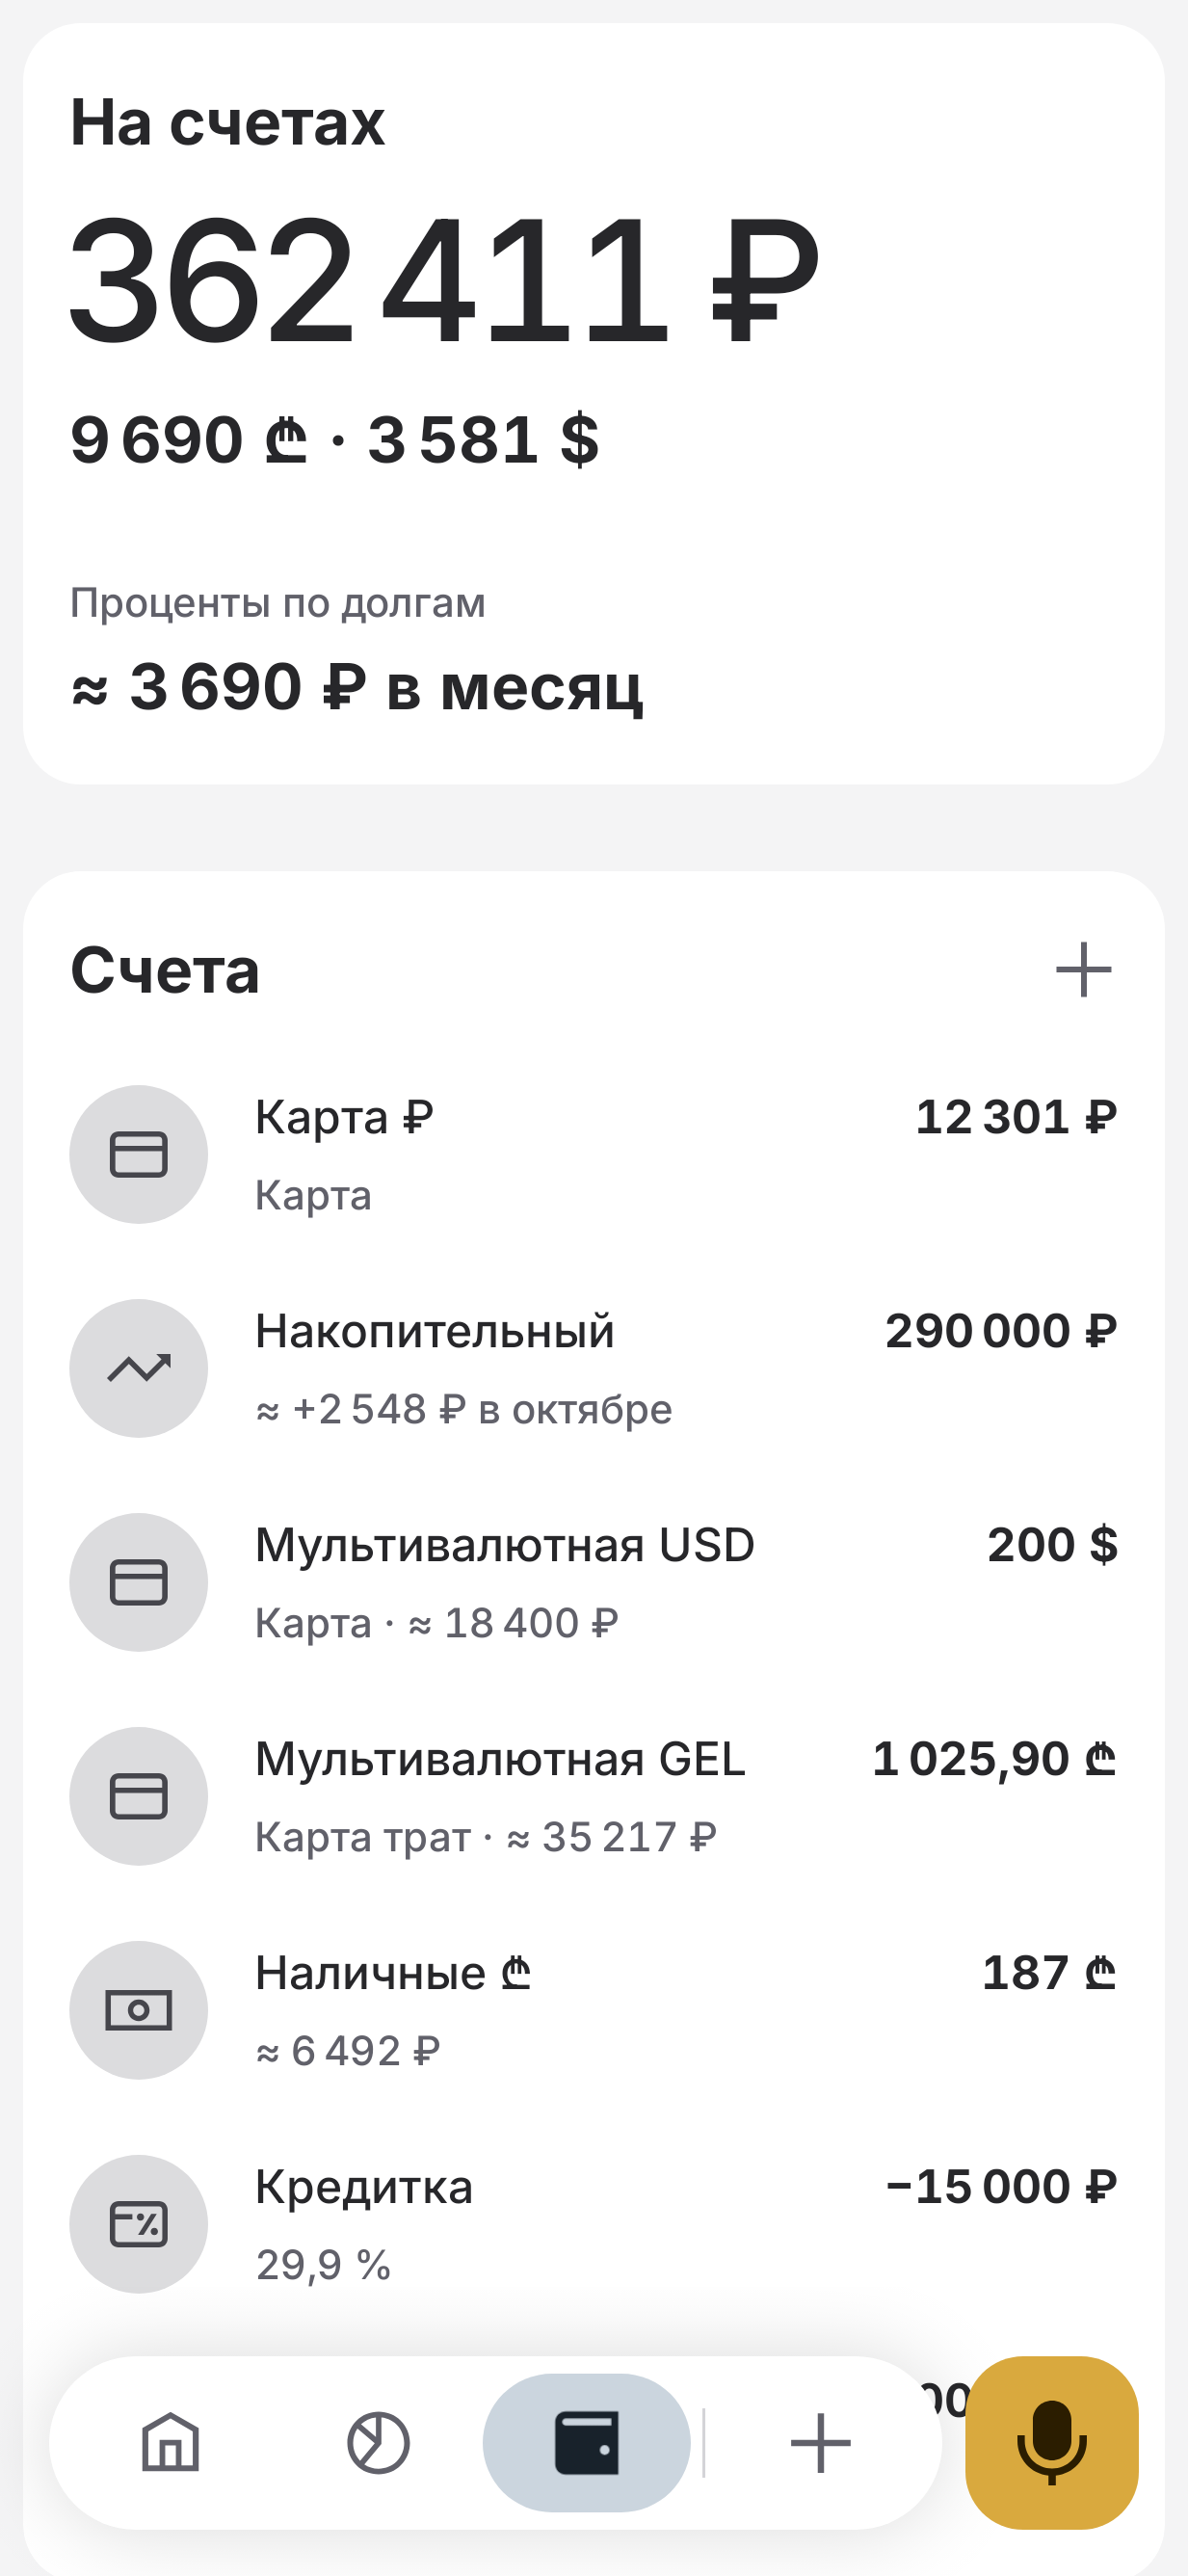 На счетах
362 411 ₽
9 690 ₾ · 3 581 $
Проценты по долгам
≈ 3 690 ₽ в месяц
Счета
Карта ₽
12 301 ₽
Карта
Накопительный
290 000 ₽
≈ +2 548 ₽ в октябре
Мультивалютная USD
200 $
Карта · ≈ 18 400 ₽
Мультивалютная GEL
1 025,90 ₾
Карта трат · ≈ 35 217 ₽
Наличные ₾
187 ₾
≈ 6 492 ₽
Кредитка
−15 000 ₽
29,9 %